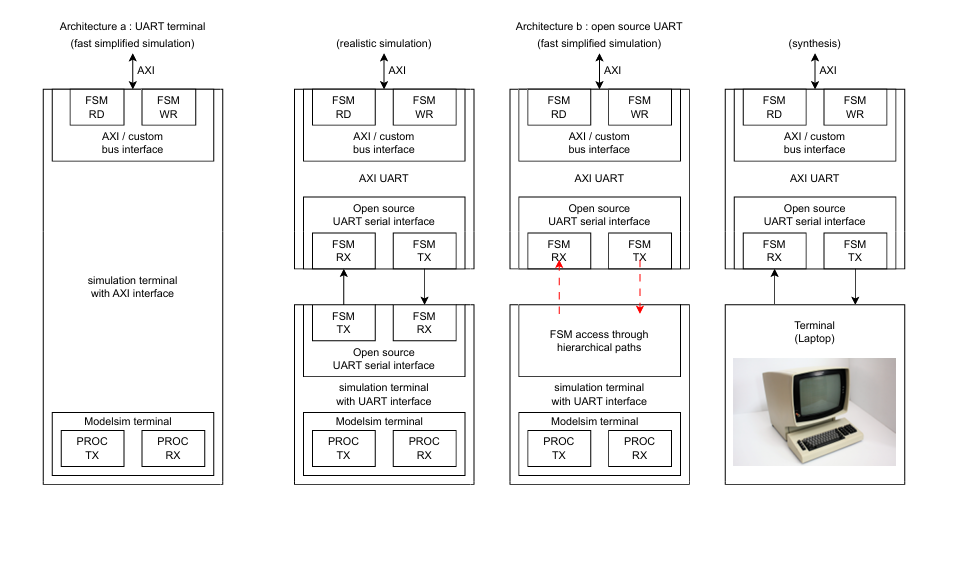 Architecture a : UART terminal
(fast simplified simulation)
AXI
FSM
RD
FSM
WR
AXI / custom
bus interface
simulation terminal
with AXI interface
Modelsim terminal
PROC
TX
PROC
RX
(realistic simulation)
AXI
FSM
RD
FSM
WR
AXI / custom
bus interface
AXI UART
Open source
UART serial interface
FSM
RX
FSM
TX
FSM
TX
FSM
RX
Open source
UART serial interface
simulation terminal
with UART interface
Modelsim terminal
PROC
TX
PROC
RX
Architecture b : open source UART
(fast simplified simulation)
AXI
FSM
RD
FSM
WR
AXI / custom
bus interface
AXI UART
Open source
UART serial interface
FSM
RX
FSM
TX
FSM access through
hierarchical paths
simulation terminal
with UART interface
Modelsim terminal
PROC
TX
PROC
RX
(synthesis)
AXI
FSM
RD
FSM
WR
AXI / custom
bus interface
AXI UART
Open source
UART serial interface
FSM
RX
FSM
TX
Terminal
(Laptop)